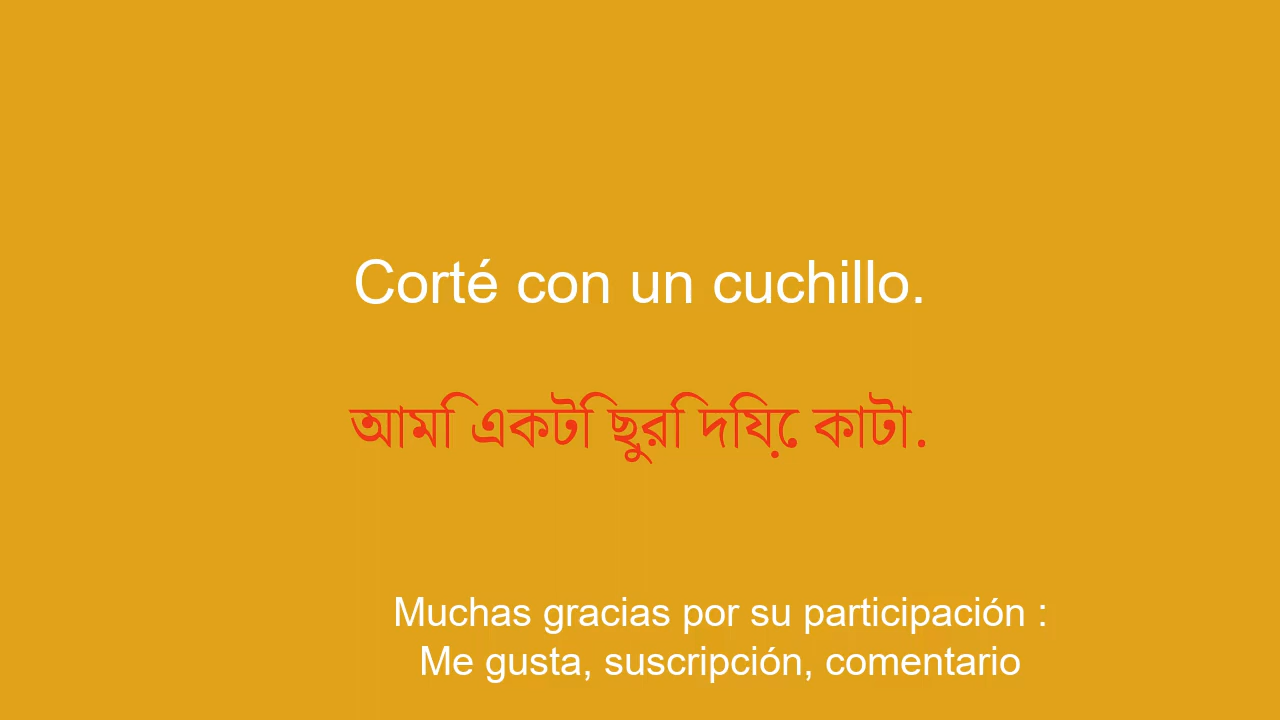 Corté con un cuchillo.
আমি একটি ছুরি দিয়ে কাটা.
Muchas gracias por su participación :
Me gusta, suscripción, comentario